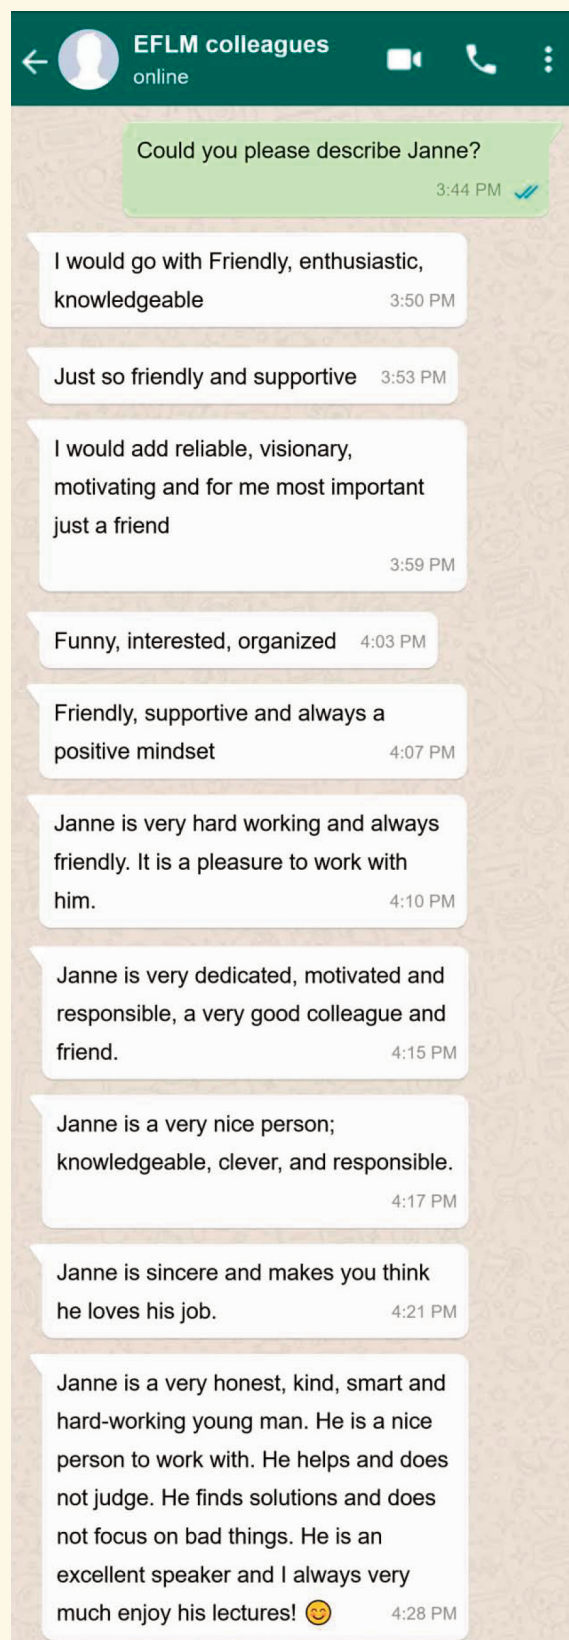 EFLM colleagues
online
Could you please describe Janne?
3:44 PM
I would go with Friendly, enthusiastic,
knowledgeable 3:50 PM
Just so friendly and supportive 3:53 PM
I would add reliable, visionary,
motivating and for me most important
just a friend
3:59 PM
Funny, interested, organized 4:03 PM
Friendly, supportive and always a
positive mindset 4:07 PM
Janne is very hard working and always
friendly. It is a pleasure to work with
him. 4:10 PM
Janne is very dedicated, motivated and
responsible, a very good colleague and
friend. 4:15 PM
Janne is a very nice person;
knowledgeable, clever, and responsible.
4:17 PM
Janne is sincere and makes you think
he loves his job. 4:21 PM
Janne is a very honest, kind, smart and
hard-working young man. He is a nice
person to work with. He helps and does
not judge. He finds solutions and does
not focus on bad things. He is an
excellent speaker and I always very
much enjoy his lectures! 😊 4:28 PM